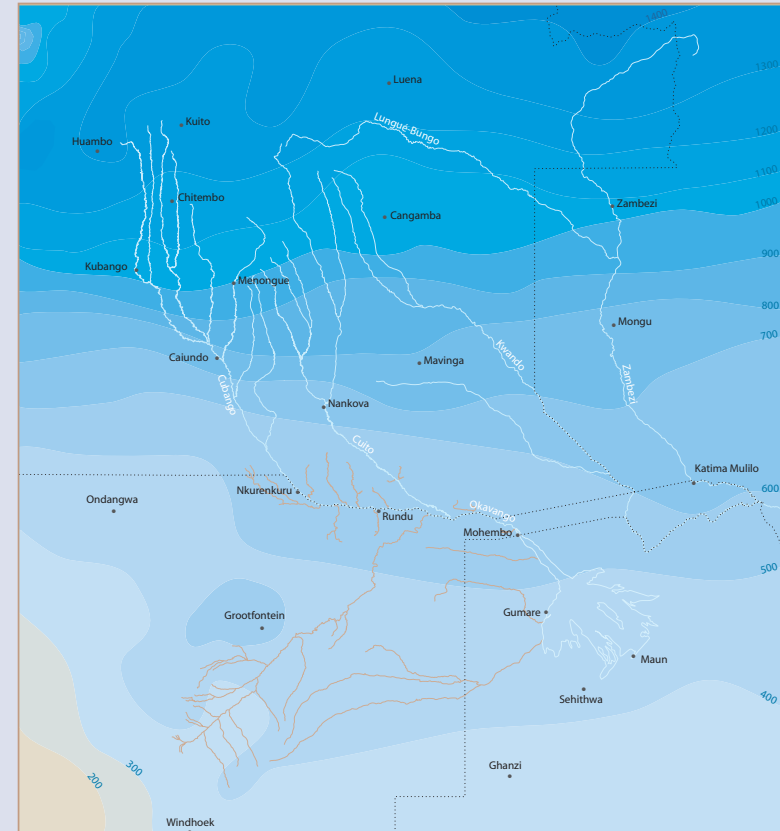 1400
1300
Luena
Lungué-Bungo
Kuito
1200
Huambo
1100
Chitembo
Zambezi
1000
Cangamba
900
Kubango
Menongue
800
Mongu
700
Caiundo
Kwando
Mavinga
Zambezi
Cubango
Nankova
Cuito
Katima Mulilo
600
Nkurenkuru
Ondangwa
Okavango
Rundu
Mohembo
500
Gumare
Grootfontein
Maun
Sehithwa
400
Ghanzi
300
200
Windhoek